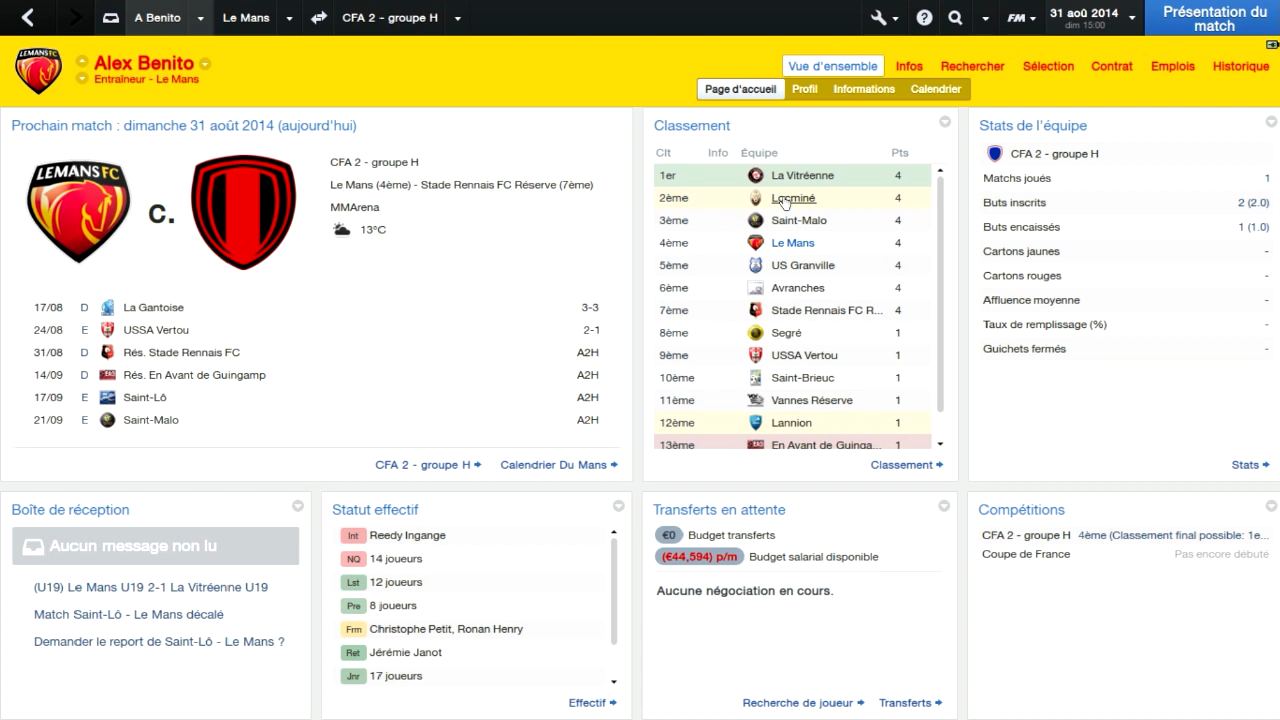 A Benito
Le Mans
CFA 2 - groupe H
FM
31 aoû 2014
dim 15:00
Présentation du match
LEMANS FC
Alex Benito
Entraîneur - Le Mans
Vue d'ensemble Infos Rechercher Sélection Contrat Emplois Historique
Page d'accueil Profil Informations Calendrier
Prochain match : dimanche 31 août 2014 (aujourd'hui)
LEMANS FC
c.
CFA 2 - groupe H
Le Mans (4ème) - Stade Rennais FC Réserve (7ème)
MMArena
13°C
17/08 D La Gantoise 3-3
24/08 E USSA Vertou 2-1
31/08 D Rés. Stade Rennais FC A2H
14/09 D Rés. En Avant de Guingamp A2H
17/09 E Saint-Lô A2H
21/09 E Saint-Malo A2H
CFA 2 - groupe H Calendrier Du Mans
Classement
Clt Info Équipe Pts
1er La Vitréenne 4
2ème Locminé 4
3ème Saint-Malo 4
4ème Le Mans 4
5ème US Granville 4
6ème Avranches 4
7ème Stade Rennais FC R... 4
8ème Segré 1
9ème USSA Vertou 1
10ème Saint-Brieuc 1
11ème Vannes Réserve 1
12ème Lannion 1
13ème En Avant de Guinga... 1
Classement
Stats de l'équipe
CFA 2 - groupe H
Matchs joués 1
Buts inscrits 2 (2.0)
Buts encaissés 1 (1.0)
Cartons jaunes -
Cartons rouges -
Affluence moyenne -
Taux de remplissage (%) -
Guichets fermés -
Stats
Boîte de réception
Aucun message non lu
(U19) Le Mans U19 2-1 La Vitréenne U19
Match Saint-Lô - Le Mans décalé
Demander le report de Saint-Lô - Le Mans ?
Statut effectif
Int Reedy Ingange
NQ 14 joueurs
Lst 12 joueurs
Pre 8 joueurs
Frm Christophe Petit, Ronan Henry
Ret Jérémie Janot
Jnr 17 joueurs
Effectif
Transferts en attente
€0 Budget transferts
(€44,594) p/m Budget salarial disponible
Aucune négociation en cours.
Recherche de joueur Transferts
Compétitions
CFA 2 - groupe H 4ème (Classement final possible: 1e...
Coupe de France Pas encore débuté